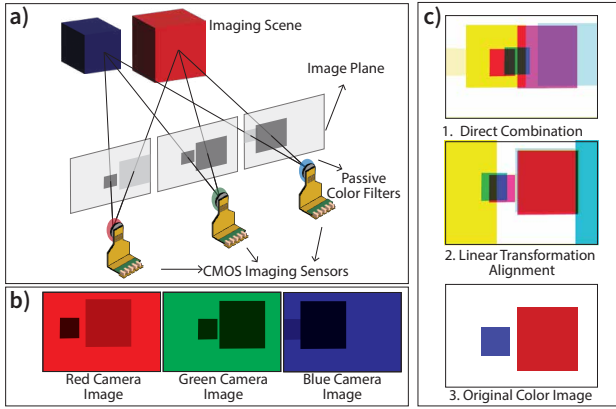 a)
Imaging Scene
Image Plane
Passive
Color Filters
CMOS Imaging Sensors
b)
Red Camera
Image
Green Camera
Image
Blue Camera
Image
c)
1. Direct Combination
2. Linear Transformation
Alignment
3. Original Color Image